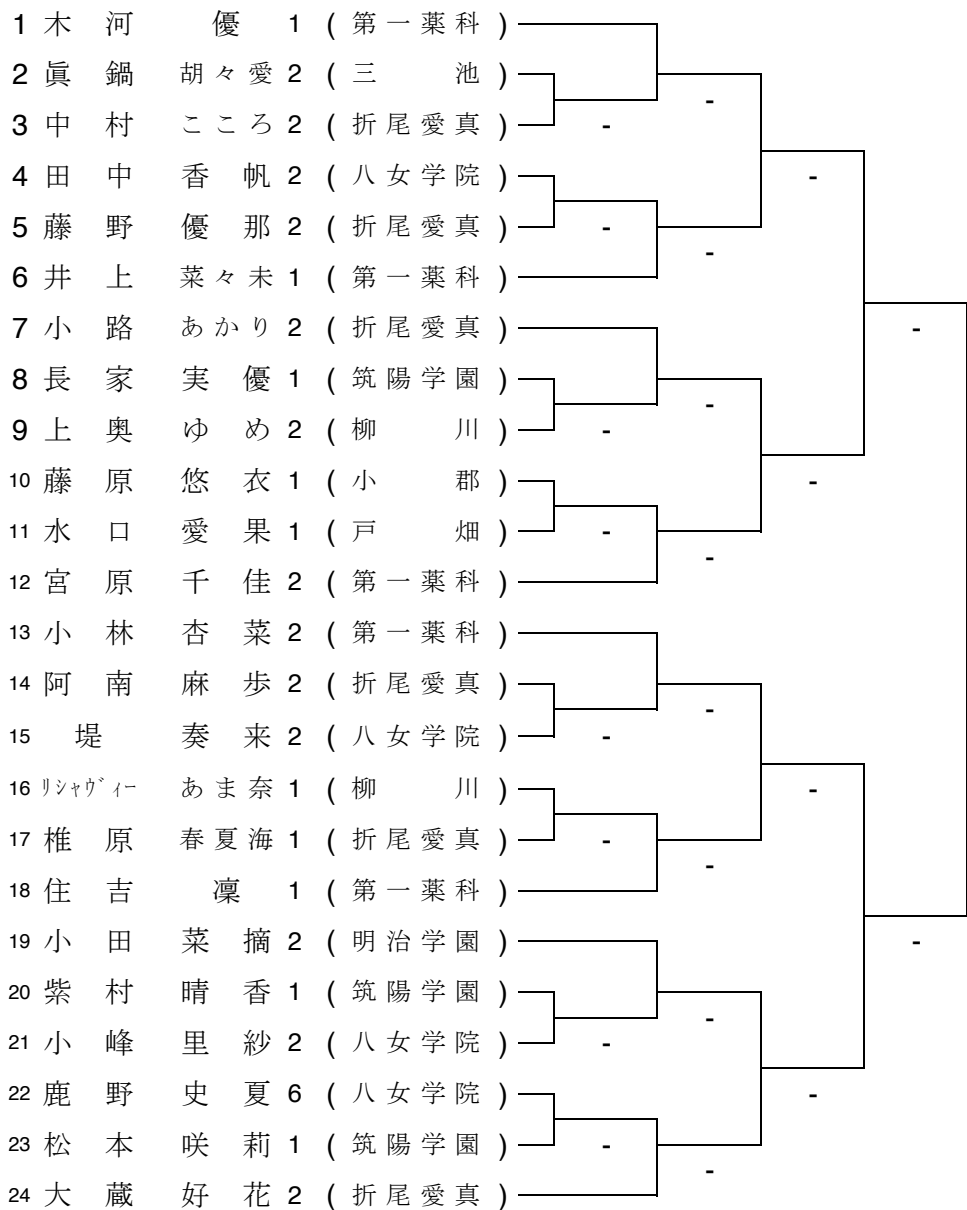 1 木河 優 1 (第一薬科)
2 眞鍋 胡々愛 2 (三池)
-
3 中村 こころ 2 (折尾愛真)
-
4 田中 香帆 2 (八女学院)
-
5 藤野 優那 2 (折尾愛真)
-
-
6 井上 菜々未 1 (第一薬科)
7 小路 あかり 2 (折尾愛真)
-
8 長家 実優 1 (筑陽学園)
-
9 上奥 ゆめ 2 (柳川)
-
10 藤原 悠衣 1 (小郡)
-
11 水口 愛果 1 (戸畑)
-
-
12 宮原 千佳 2 (第一薬科)
13 小林 杏菜 2 (第一薬科)
14 阿南 麻歩 2 (折尾愛真)
-
15 堤 奏来 2 (八女学院)
-
16 リシャヴィー あま奈 1 (柳川)
-
17 椎原 春夏海 1 (折尾愛真)
-
-
18 住吉 凜 1 (第一薬科)
19 小田 菜摘 2 (明治学園)
-
20 紫村 晴香 1 (筑陽学園)
-
21 小峰 里紗 2 (八女学院)
-
22 鹿野 史夏 6 (八女学院)
-
23 松本 咲莉 1 (筑陽学園)
-
-
24 大蔵 好花 2 (折尾愛真)